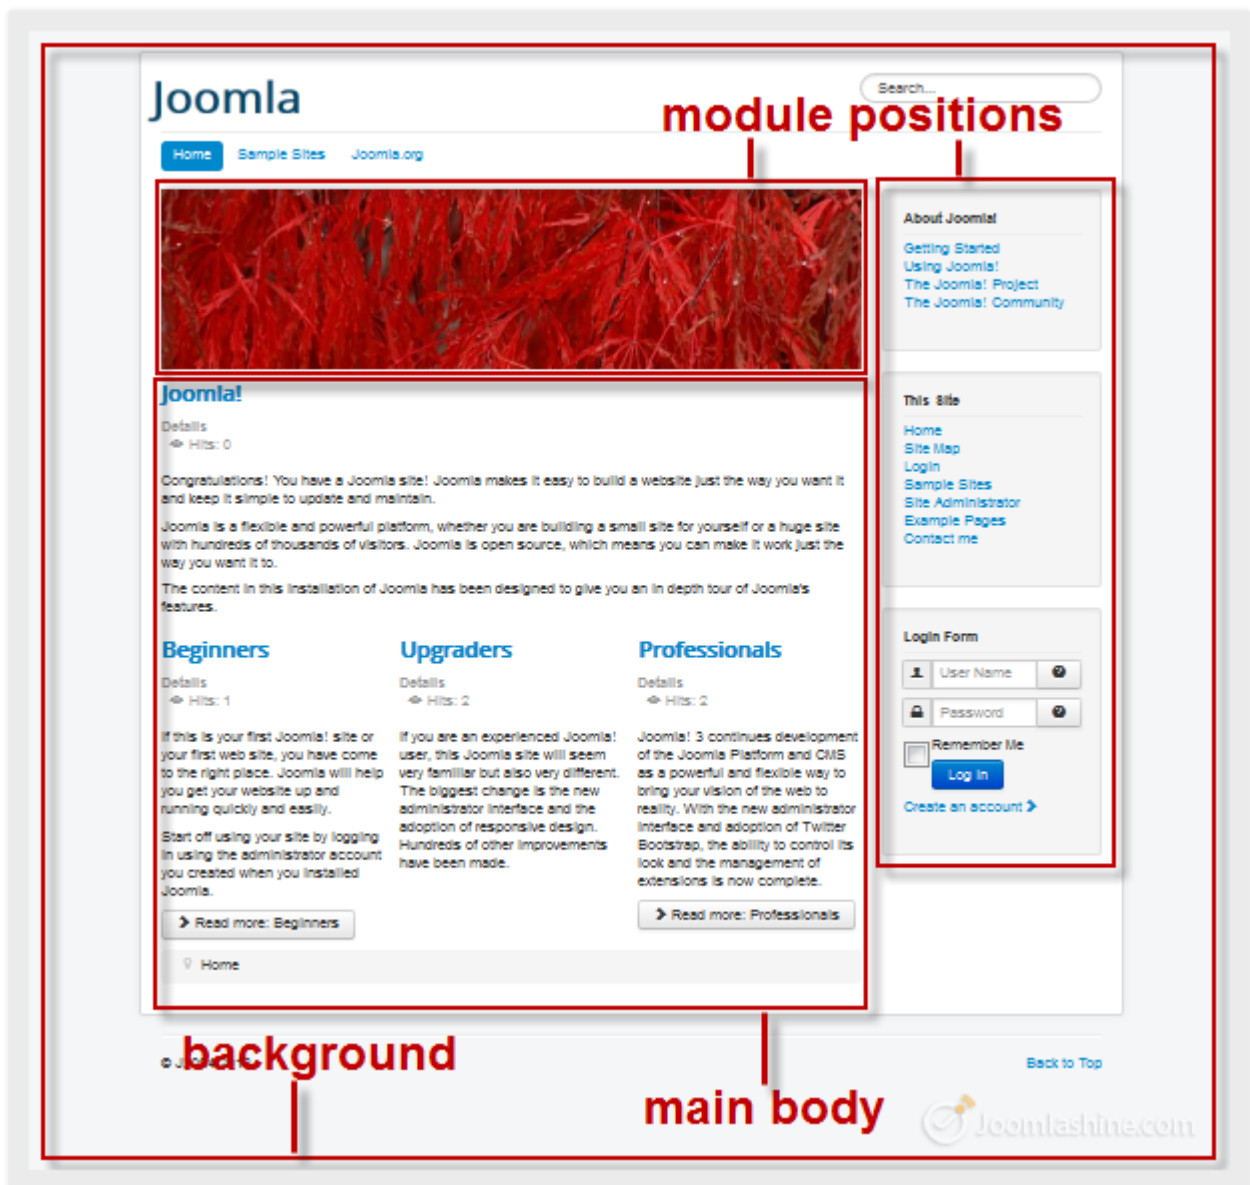 Joomla
Search...
module positions
Home Sample Sites Joomla.org
About Joomla!
Getting Started
Using Joomla!
The Joomla! Project
The Joomla! Community
Joomla!
Details
Hits: 0
Congratulations! You have a Joomla site! Joomla makes it easy to build a website just the way you want it
and keep it simple to update and maintain.
Joomla is a flexible and powerful platform, whether you are building a small site for yourself or a huge site
with hundreds of thousands of visitors. Joomla is open source, which means you can make it work just the
way you want it to.
The content in this installation of Joomla has been designed to give you an in depth tour of Joomla's
features.
This Site
Home
Site Map
Login
Sample Sites
Site Administrator
Example Pages
Contact me
Beginners
Details
Hits: 1
If this is your first Joomla! site or
your first web site, you have come
to the right place. Joomla will help
you get your website up and
running quickly and easily.
Start off using your site by logging
in using the administrator account
you created when you installed
Joomla.
Read more: Beginners
Upgraders
Details
Hits: 2
If you are an experienced Joomla!
user, this Joomla site will seem
very familiar but also very different.
The biggest change is the new
administrator interface and the
adoption of responsive design.
Hundreds of other improvements
have been made.
Professionals
Details
Hits: 2
Joomla! 3 continues development
of the Joomla Platform and CMS
as a powerful and flexible way to
bring your vision of the web to
reality. With the new administrator
interface and adoption of Twitter
Bootstrap, the ability to control its
look and the management of
extensions is now complete.
Read more: Professionals
Login Form
User Name
Password
Remember Me
Log in
Create an account
Home
background
©
Back to Top
main body
Joomlashine.com